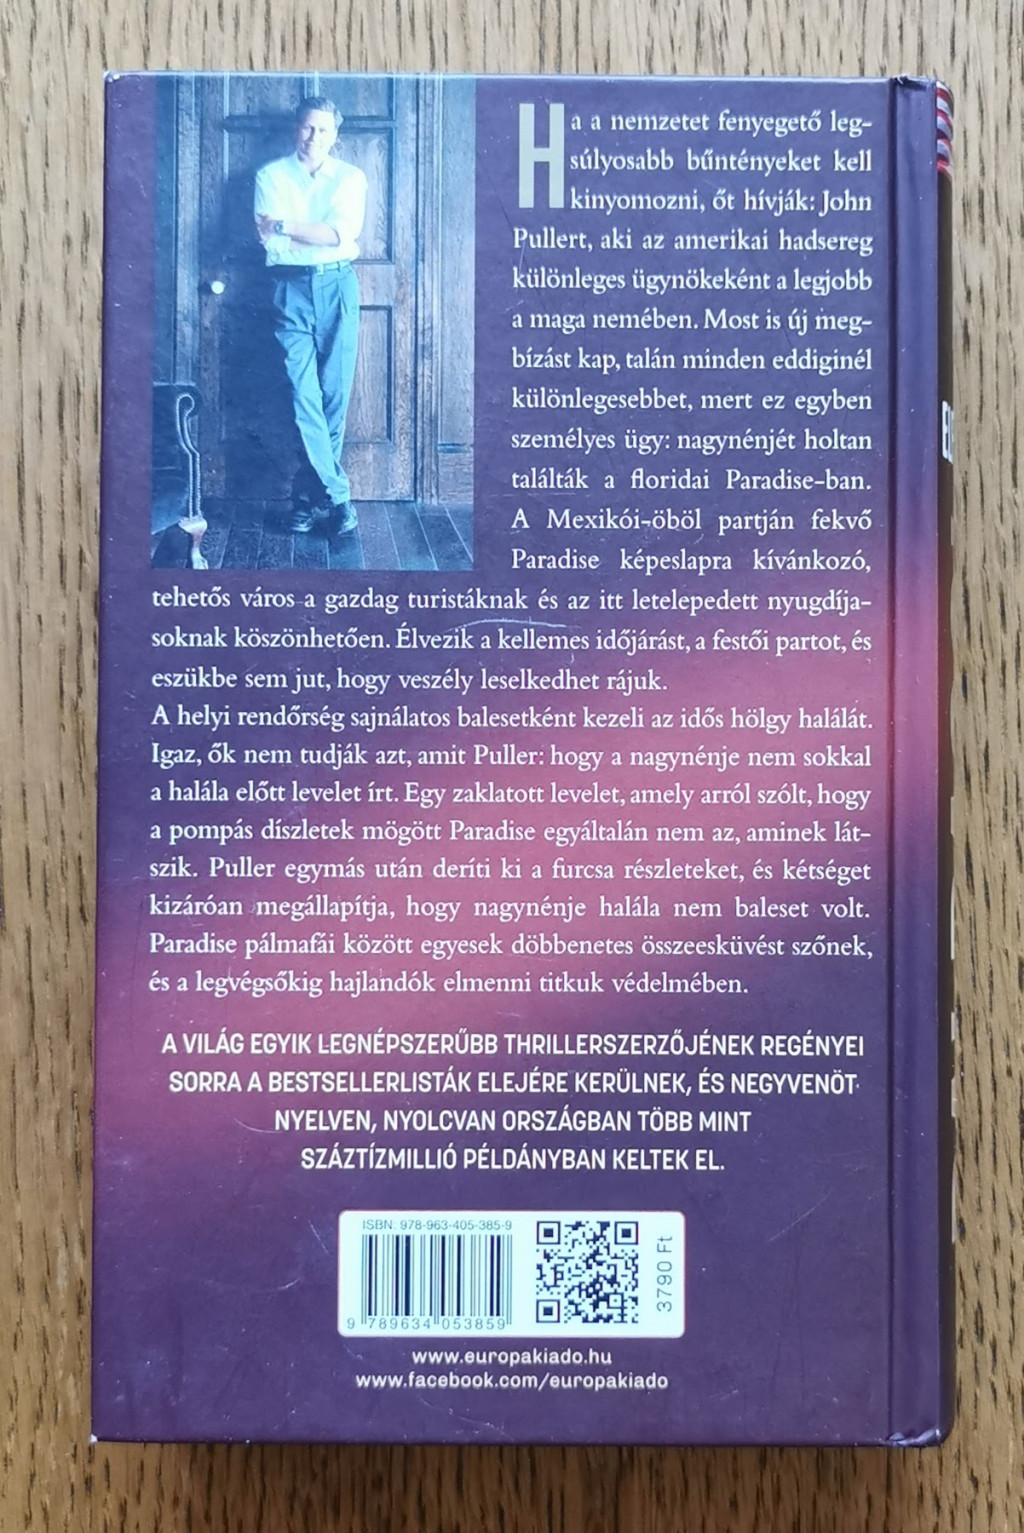 Ha a nemzetet fenyegető leg-
súlyosabb bűntényeket kell
kinyomozni, őt hívják: John
Pullert, aki az amerikai hadsereg
különleges ügynökeként a legjobb
a maga nemében. Most is új meg-
bízást kap, talán minden eddiginél
különlegesebbet, mert ez egyben
személyes ügy: nagynénjét holtan
találták a floridai Paradise-ban.
A Mexikói-öböl partján fekvő
Paradise képeslapra kívánkozó,
tehetős város a gazdag turistáknak és az itt letelepedett nyugdíja-
soknak köszönhetően. Élvezik a kellemes időjárást, a festői partot, és
eszükbe sem jut, hogy veszély leselkedhet rájuk.
A helyi rendőrség sajnálatos balesetként kezeli az idős hölgy halálát.
Igaz, ők nem tudják azt, amit Puller: hogy a nagynénje nem sokkal
a halála előtt levelet írt. Egy zaklatott levelet, amely arról szólt, hogy
a pompás díszletek mögött Paradise egyáltalán nem az, aminek lát-
szik. Puller egymás után deríti ki a furcsa részleteket, és kétséget
kizáróan megállapítja, hogy nagynénje halála nem baleset volt.
Paradise pálmafái között egyesek döbbenetes összeesküvést szőnek,
és a legvégsőkig hajlandók elmenni titkuk védelmében.
A VILÁG EGYIK LEGNÉPSZERŰBB THRILLERSZERZŐJÉNEK REGÉNYEI
SORRA A BESTSELLERLISTÁK ELEJÉRE KERÜLNEK, ÉS NEGYVENÖT
NYELVEN, NYOLCVAN ORSZÁGBAN TÖBB MINT
SZÁZTÍZMILLIÓ PÉLDÁNYBAN KELTEK EL.
ISBN: 978-963-405-385-9
9 789634 053859
3790 Ft
www.europakiado.hu
www.facebook.com/europakiado